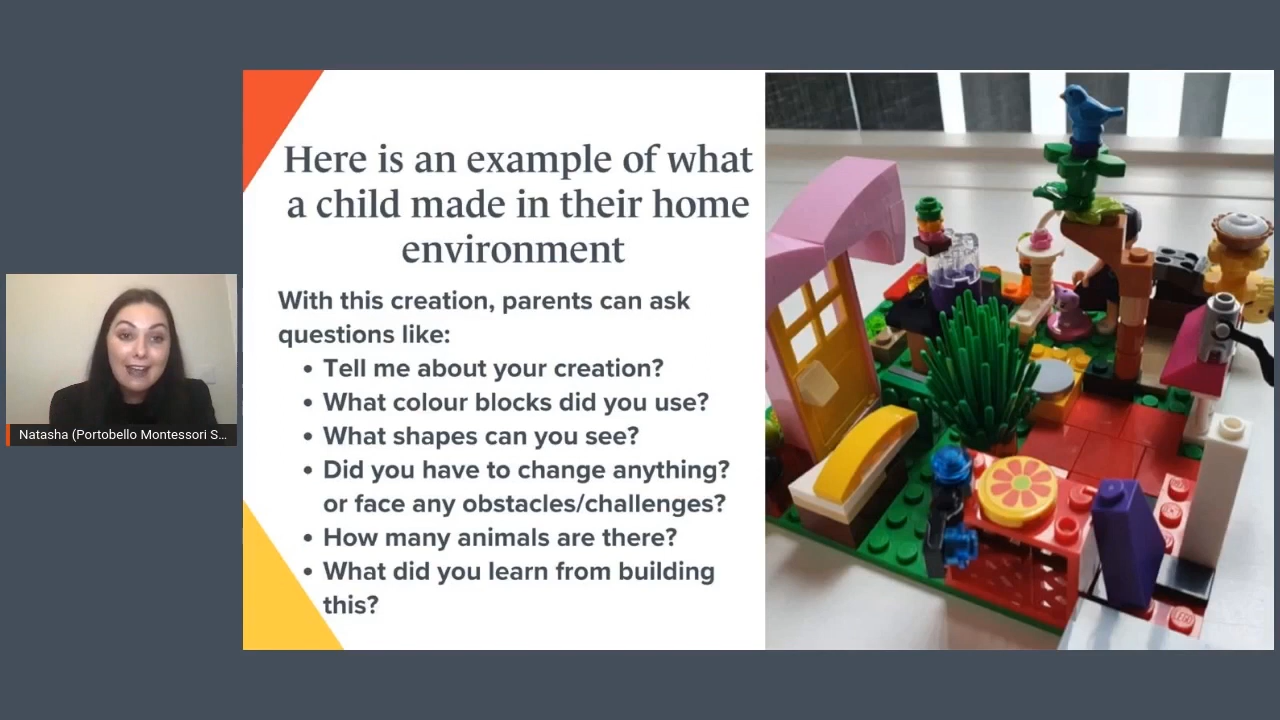 Here is an example of what
a child made in their home
environment
With this creation, parents can ask
questions like:
• Tell me about your creation?
• What colour blocks did you use?
• What shapes can you see?
• Did you have to change anything?
or face any obstacles/challenges?
• How many animals are there?
• What did you learn from building
this?
Natasha (Portobello Montessori S...